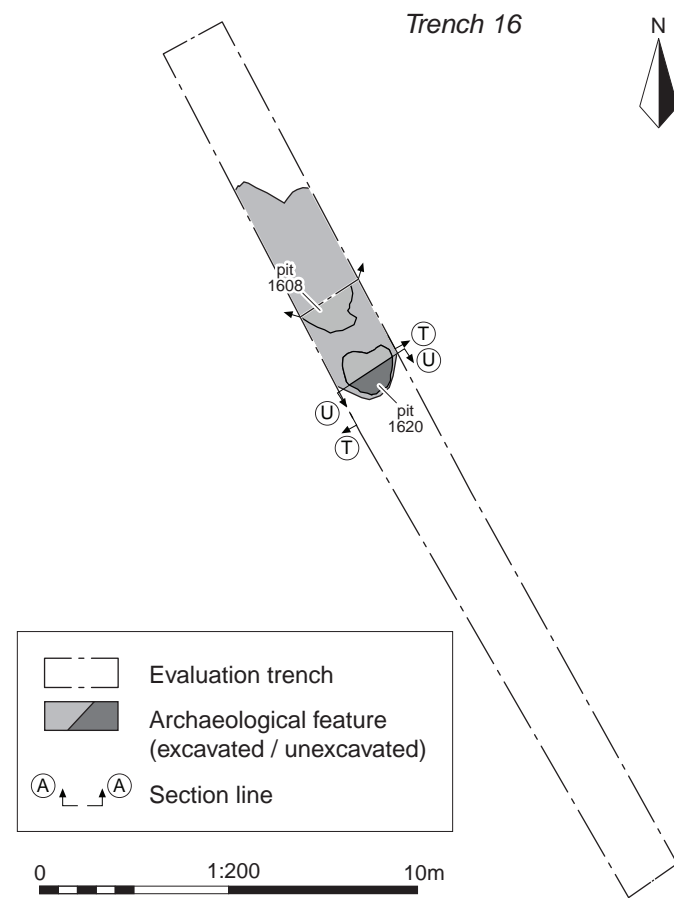 Trench 16
N
pit
1608
T
U
U
pit
1620
T
Evaluation trench
Archaeological feature
(excavated / unexcavated)
A A Section line
0 1:200 10m